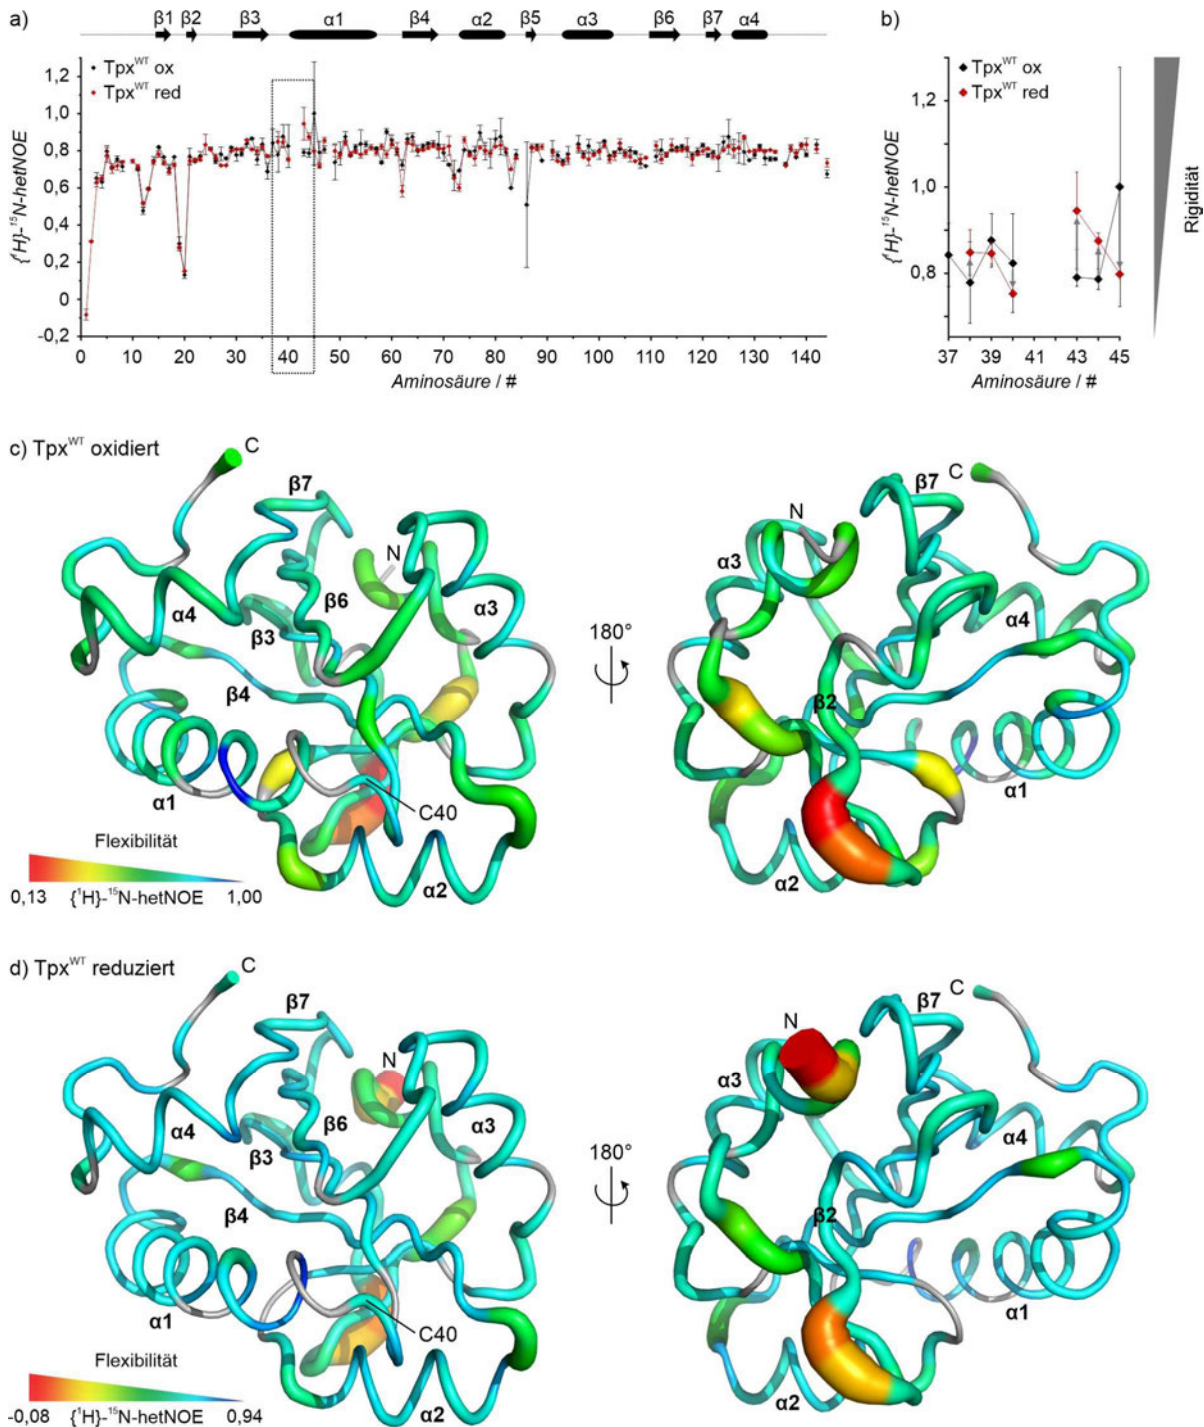 a)
β1 β2 β3 α1 β4 α2 β5 α3 β6 β7 α4
Tpx^WT ox
Tpx^WT red
{¹H}-¹⁵N-hetNOE
1,2
1,0
0,8
0,6
0,4
0,2
0
-0,2
0 10 20 30 40 50 60 70 80 90 100 110 120 130 140
Aminosäure / #
b)
Tpx^WT ox
Tpx^WT red
{¹H}-¹⁵N-hetNOE
1,2
1,0
0,8
37 39 41 43 45
Aminosäure / #
Rigidität
c) Tpx^WT oxidiert
C
β7
N
α4
β3
β6
α3
β4
α1
C40
α2
Flexibilität
0,13 {¹H}-¹⁵N-hetNOE 1,00
180°
β7
C
N
α3
α4
β2
α1
α2
d) Tpx^WT reduziert
C
β7
N
α4
β3
β6
α3
β4
α1
C40
α2
Flexibilität
-0,08 {¹H}-¹⁵N-hetNOE 0,94
180°
N
β7
C
α3
α4
β2
α1
α2